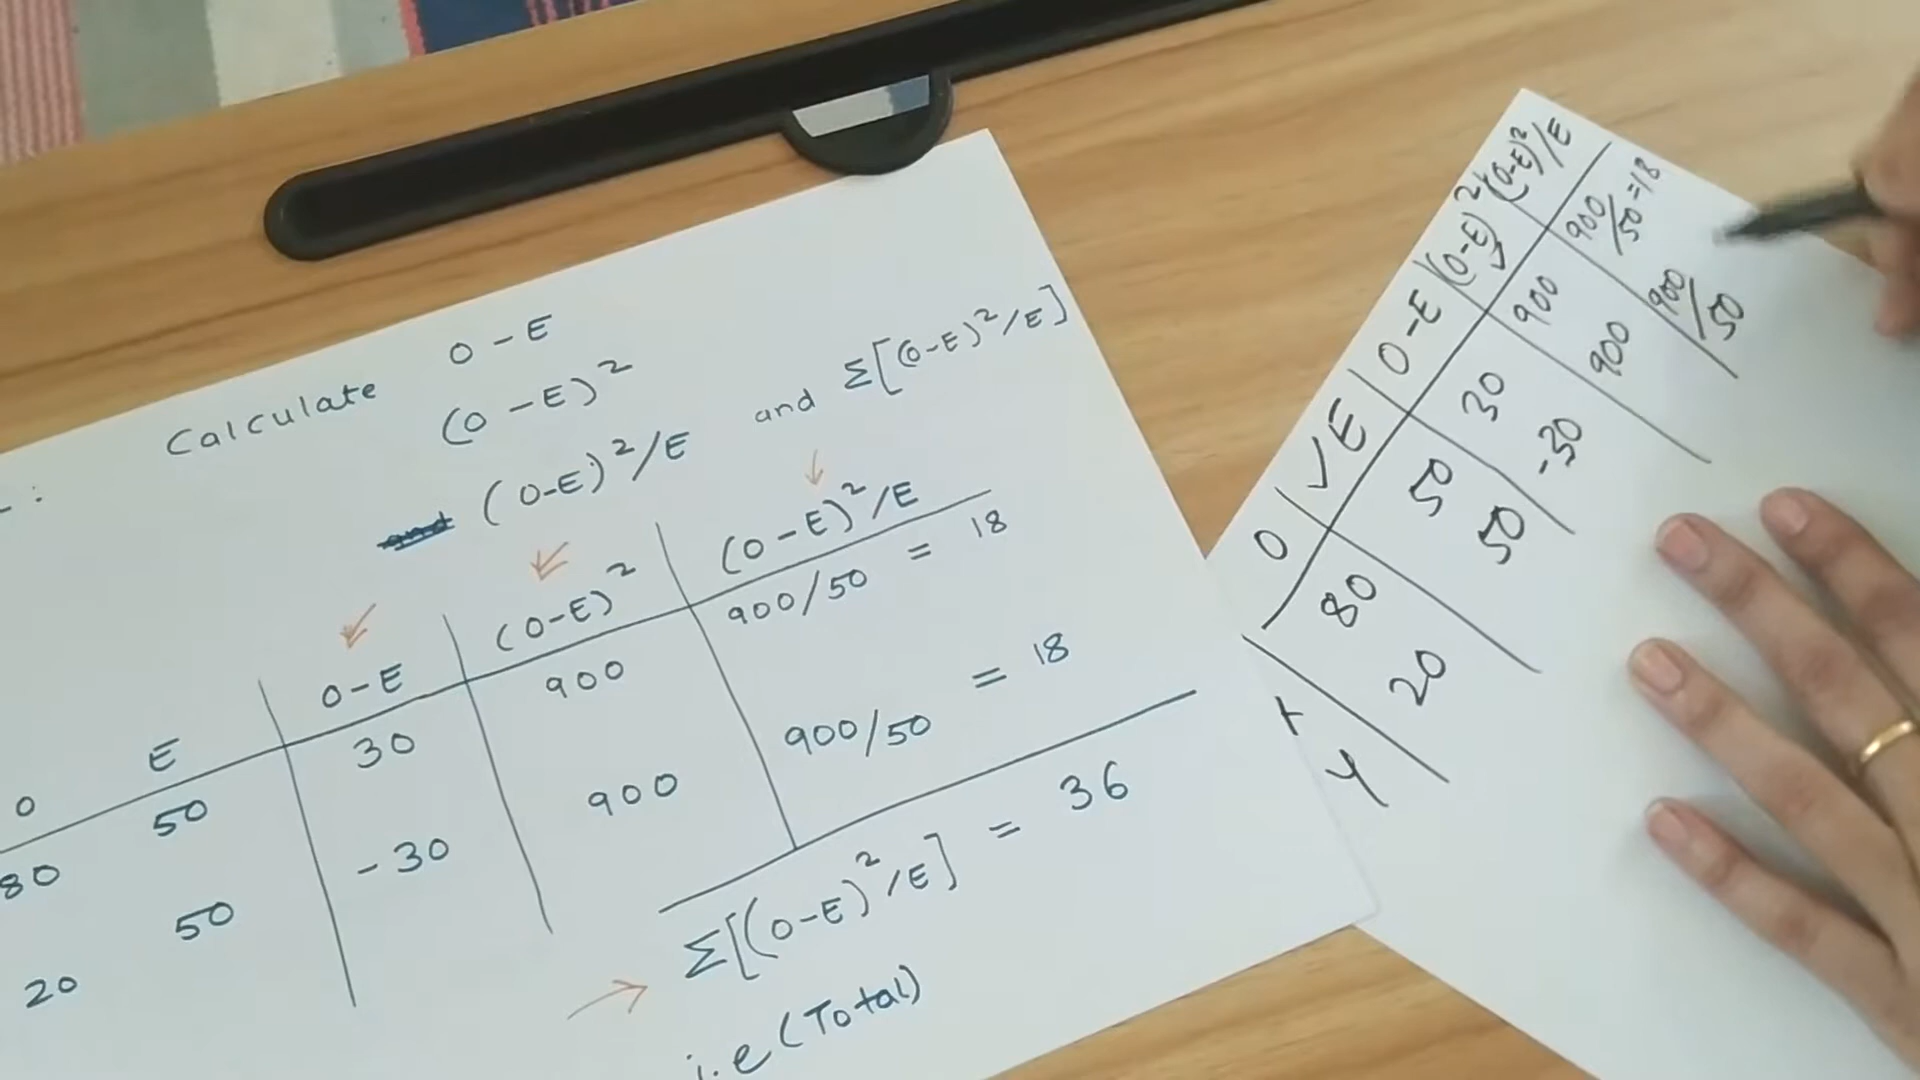 Calculate O-E
(O-E)²
(O-E)²/E and Σ[(O-E)²/E]
O E O-E (O-E)² (O-E)²/E
80 50 30 900 900/50 = 18
20 50 -30 900 900/50 = 18
Σ[(O-E)²/E] = 36
i.e (Total)
O E O-E (O-E)² (O-E)²/E
80 50 30 900 900/50 =18
Y 20 50 -30 900 900/50